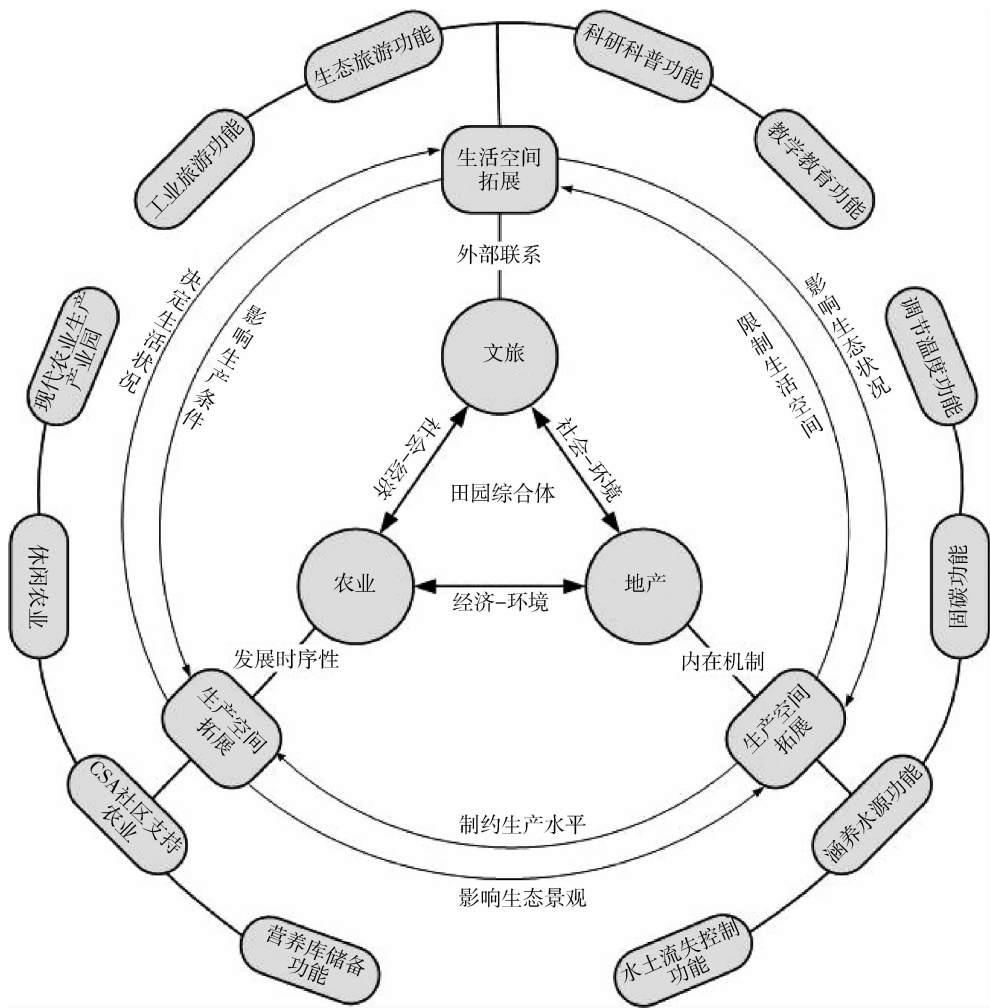 生态旅游功能
科研科普功能
工业旅游功能
教学教育功能
生活空间
拓展
外部联系
决定生活状况
影响生产条件
影响生态状况
限制生活空间
现代农业生产
产业园
调节温度功能
文旅
社会-经济
社会-环境
田园综合体
休闲农业
农业
经济-环境
地产
固碳功能
发展时序性
内在机制
生产空间
拓展
生产空间
拓展
CSA社区支持
农业
制约生产水平
涵养水源功能
影响生态景观
营养库储备
功能
水土流失控制
功能